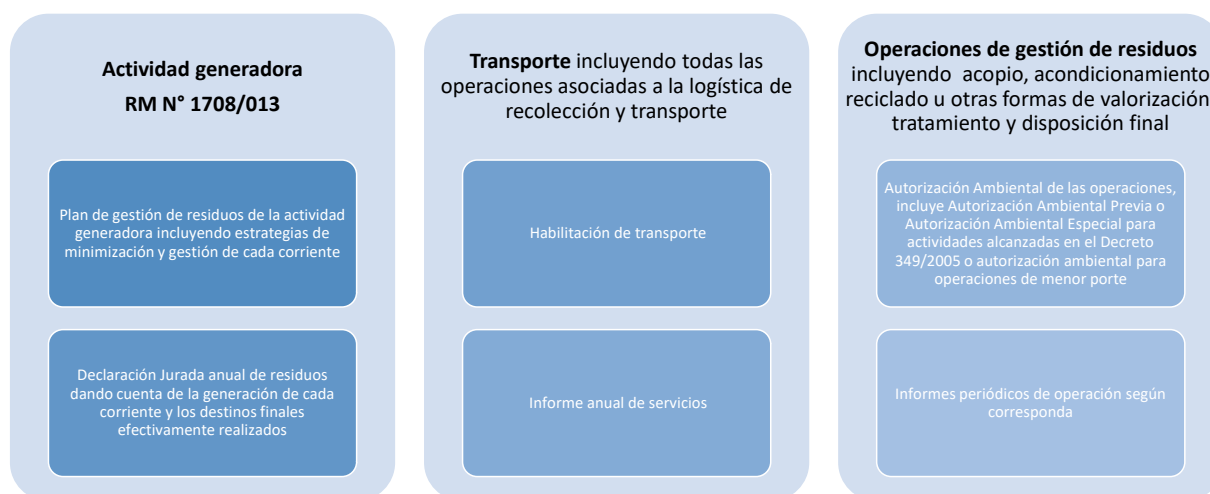 Actividad generadora
RM N° 1708/013
Plan de gestión de residuos de la actividad
generadora incluyendo estrategias de
minimización y gestión de cada corriente
Declaración Jurada anual de residuos
dando cuenta de la generación de cada
corriente y los destinos finales
efectivamente realizados
Transporte incluyendo todas las
operaciones asociadas a la logística de
recolección y transporte
Habilitación de transporte
Informe anual de servicios
Operaciones de gestión de residuos
incluyendo acopio, acondicionamiento
reciclado u otras formas de valorización
tratamiento y disposición final
Autorización Ambiental de las operaciones,
incluye Autorización Ambiental Previa o
Autorización Ambiental Especial para
actividades alcanzadas en el Decreto
349/2005 o autorización ambiental para
operaciones de menor porte
Informes periódicos de operación según
corresponda